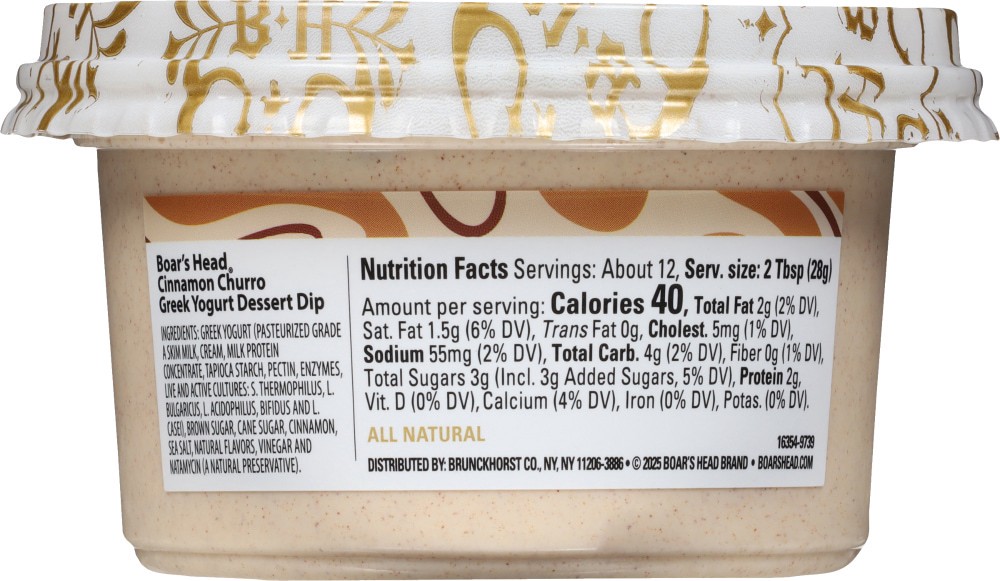 B H
Boar's Head®
Cinnamon Churro
Greek Yogurt Dessert Dip
INGREDIENTS: GREEK YOGURT (PASTEURIZED GRADE
A SKIM MILK, CREAM, MILK PROTEIN
CONCENTRATE, TAPIOCA STARCH, PECTIN, ENZYMES,
LIVE AND ACTIVE CULTURES: S. THERMOPHILUS, L.
BULGARICUS, L. ACIDOPHILUS, BIFIDUS AND L.
CASEI), BROWN SUGAR, CANE SUGAR, CINNAMON,
SEA SALT, NATURAL FLAVORS, VINEGAR AND
NATAMYCIN (A NATURAL PRESERVATIVE).
Nutrition Facts Servings: About 12, Serv. size: 2 Tbsp (28g)
Amount per serving: Calories 40, Total Fat 2g (2% DV),
Sat. Fat 1.5g (6% DV), Trans Fat 0g, Cholest. 5mg (1% DV),
Sodium 55mg (2% DV), Total Carb. 4g (2% DV), Fiber 0g (1% DV),
Total Sugars 3g (Incl. 3g Added Sugars, 5% DV), Protein 2g,
Vit. D (0% DV), Calcium (4% DV), Iron (0% DV), Potas. (0% DV).
ALL NATURAL
16354-9739
DISTRIBUTED BY: BRUNCKHORST CO., NY, NY 11206-3886 • © 2025 BOAR'S HEAD BRAND • BOARSHEAD.COM